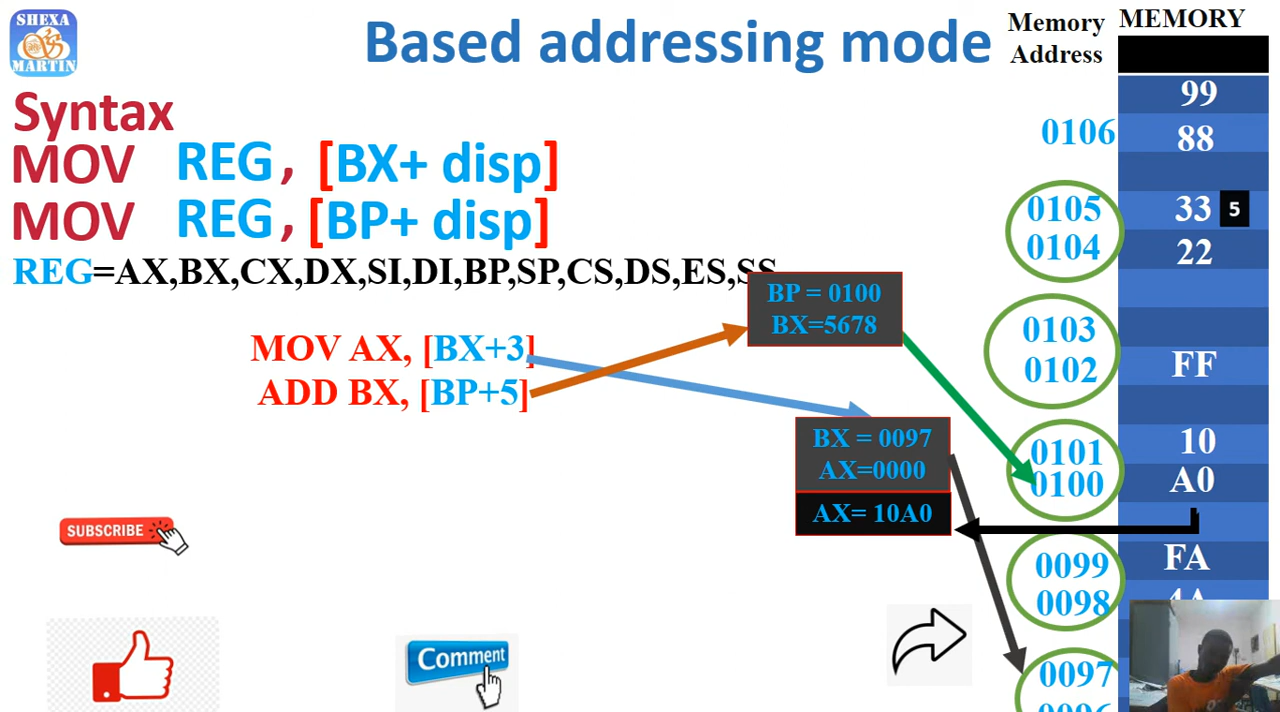 SHEXA
MARTIN
Based addressing mode
Memory
Address
MEMORY
Syntax
MOV REG, [BX+ disp]
MOV REG, [BP+ disp]
REG=AX,BX,CX,DX,SI,DI,BP,SP,CS,DS,ES,SS
MOV AX, [BX+3]
ADD BX, [BP+5]
BP = 0100
BX=5678
BX = 0097
AX=0000
AX= 10A0
99
0106 88
0105 33 5
0104 22
0103
0102 FF
0101 10
0100 A0
0099 FA
0098 4A
0097
0096
SUBSCRIBE
Comment